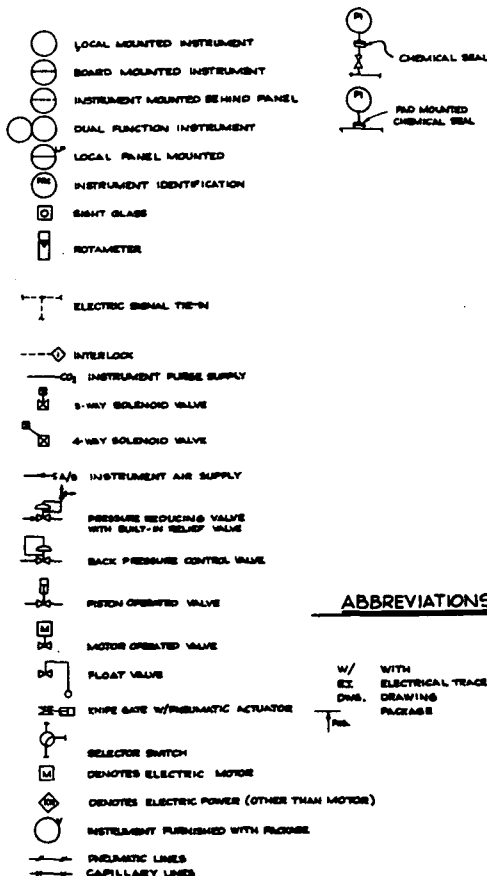 LOCAL MOUNTED INSTRUMENT
BOARD MOUNTED INSTRUMENT
INSTRUMENT MOUNTED BEHIND PANEL
DUAL FUNCTION INSTRUMENT
LP
LOCAL PANEL MOUNTED
INSTRUMENT IDENTIFICATION
SIGHT GLASS
ROTAMETER
ELECTRIC SIGNAL TIE-IN
I
INTERLOCK
CO2 INSTRUMENT PURGE SUPPLY
S
3-WAY SOLENOID VALVE
S
4-WAY SOLENOID VALVE
A/S INSTRUMENT AIR SUPPLY
PRESSURE REDUCING VALVE
WITH BUILT-IN RELIEF VALVE
BACK PRESSURE CONTROL VALVE
PISTON OPERATED VALVE
M
MOTOR OPERATED VALVE
FLOAT VALVE
KNIFE GATE W/PNEUMATIC ACTUATOR
SELECTOR SWITCH
M DENOTES ELECTRIC MOTOR
DENOTES ELECTRIC POWER (OTHER THAN MOTOR)
INSTRUMENT FURNISHED WITH PACKAGE
PNEUMATIC LINES
CAPILLARY LINES
PI
CHEMICAL SEAL
PI
PAD MOUNTED
CHEMICAL SEAL
ABBREVIATIONS
W/ WITH
ELECTRICAL TRACE
DWG. DRAWING
PKG. PACKAGE